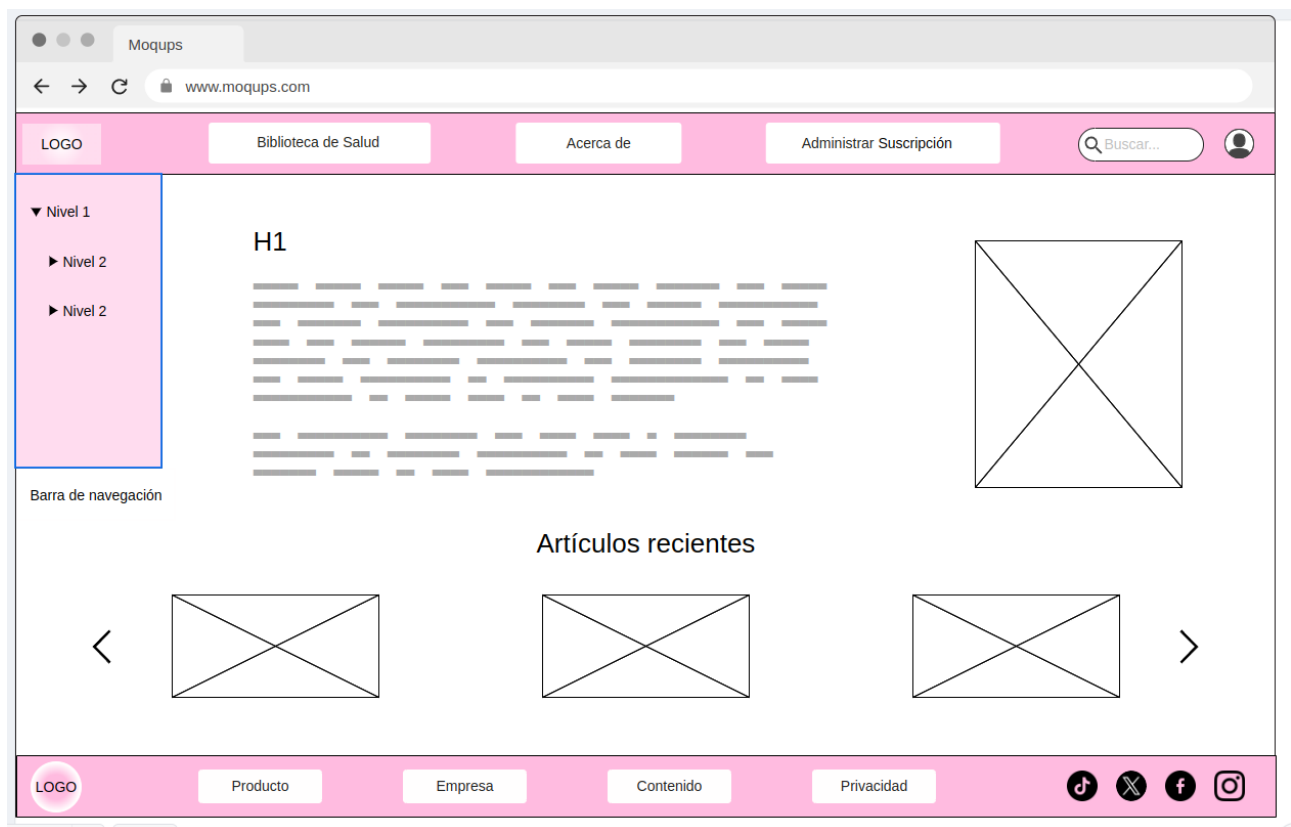 Moqups
www.moqups.com
LOGO
Biblioteca de Salud
Acerca de
Administrar Suscripción
Buscar...
Nivel 1
Nivel 2
Nivel 2
Barra de navegación
H1
Artículos recientes
LOGO
Producto
Empresa
Contenido
Privacidad